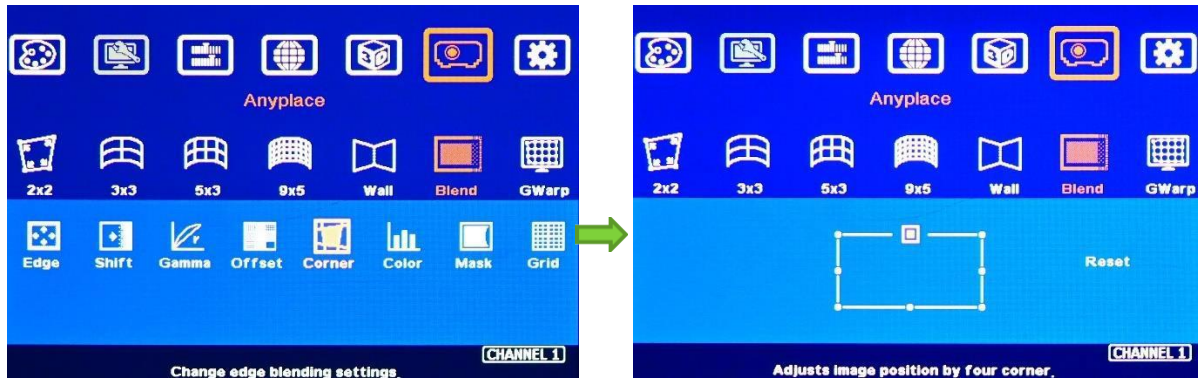 Anyplace
2x2 3x3 5x3 9x5 Wall Blend GWarp
Edge Shift Gamma Offset Corner Color Mask Grid
CHANNEL 1
Change edge blending settings.
Anyplace
2x2 3x3 5x3 9x5 Wall Blend GWarp
Reset
CHANNEL 1
Adjusts image position by four corner.